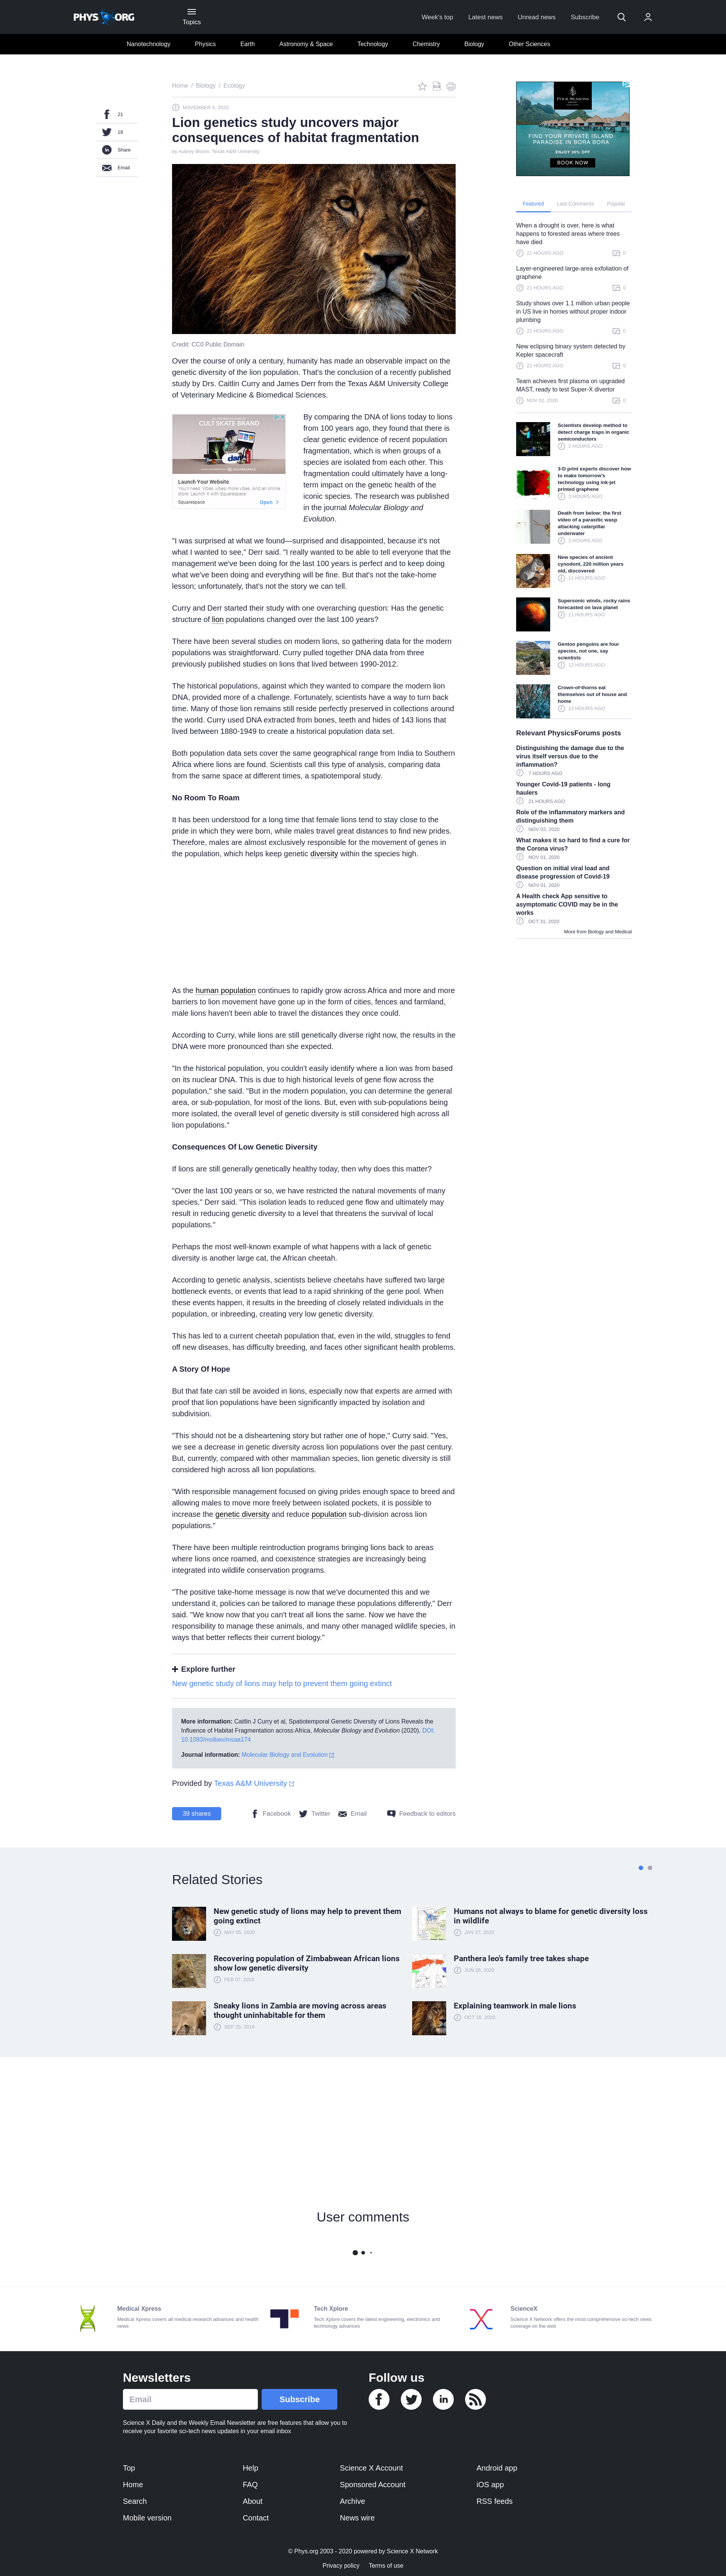 PHYS ORG
Topics
Week's top Latest news Unread news Subscribe
Nanotechnology Physics Earth Astronomy & Space Technology Chemistry Biology Other Sciences
21
18
Share
Email
Home / Biology / Ecology
NOVEMBER 4, 2020
Lion genetics study uncovers major
consequences of habitat fragmentation
by Aubrey Bloom, Texas A&M University
Credit: CC0 Public Domain
Over the course of only a century, humanity has made an observable impact on the
genetic diversity of the lion population. That's the conclusion of a recently published
study by Drs. Caitlin Curry and James Derr from the Texas A&M University College
of Veterinary Medicine & Biomedical Sciences.
CULT SKATE BRAND
Launch Your Website
You'll need: Vibes, vibes, more vibes. And an online
store. Launch it with Squarespace.
Squarespace Open
By comparing the DNA of lions today to lions
from 100 years ago, they found that there is
clear genetic evidence of recent population
fragmentation, which is when groups of a
species are isolated from each other. This
fragmentation could ultimately have a long-
term impact on the genetic health of the
iconic species. The research was published
in the journal Molecular Biology and
Evolution.
"I was surprised at what we found—surprised and disappointed, because it's not
what I wanted to see," Derr said. "I really wanted to be able to tell everyone that the
management we've been doing for the last 100 years is perfect and to keep doing
what we've been doing and everything will be fine. But that's not the take-home
lesson; unfortunately, that's not the story we can tell.
Curry and Derr started their study with one overarching question: Has the genetic
structure of lion populations changed over the last 100 years?
There have been several studies on modern lions, so gathering data for the modern
populations was straightforward. Curry pulled together DNA data from three
previously published studies on lions that lived between 1990-2012.
The historical populations, against which they wanted to compare the modern lion
DNA, provided more of a challenge. Fortunately, scientists have a way to turn back
time. Many of those lion remains still reside perfectly preserved in collections around
the world. Curry used DNA extracted from bones, teeth and hides of 143 lions that
lived between 1880-1949 to create a historical population data set.
Both population data sets cover the same geographical range from India to Southern
Africa where lions are found. Scientists call this type of analysis, comparing data
from the same space at different times, a spatiotemporal study.
No Room To Roam
It has been understood for a long time that female lions tend to stay close to the
pride in which they were born, while males travel great distances to find new prides.
Therefore, males are almost exclusively responsible for the movement of genes in
the population, which helps keep genetic diversity within the species high.
As the human population continues to rapidly grow across Africa and more and more
barriers to lion movement have gone up in the form of cities, fences and farmland,
male lions haven't been able to travel the distances they once could.
According to Curry, while lions are still genetically diverse right now, the results in the
DNA were more pronounced than she expected.
"In the historical population, you couldn't easily identify where a lion was from based
on its nuclear DNA. This is due to high historical levels of gene flow across the
population," she said. "But in the modern population, you can determine the general
area, or sub-population, for most of the lions. But, even with sub-populations being
more isolated, the overall level of genetic diversity is still considered high across all
lion populations."
Consequences Of Low Genetic Diversity
If lions are still generally genetically healthy today, then why does this matter?
"Over the last 100 years or so, we have restricted the natural movements of many
species," Derr said. "This isolation leads to reduced gene flow and ultimately may
result in reducing genetic diversity to a level that threatens the survival of local
populations."
Perhaps the most well-known example of what happens with a lack of genetic
diversity is another large cat, the African cheetah.
According to genetic analysis, scientists believe cheetahs have suffered two large
bottleneck events, or events that lead to a rapid shrinking of the gene pool. When
these events happen, it results in the breeding of closely related individuals in the
population, or inbreeding, creating very low genetic diversity.
This has led to a current cheetah population that, even in the wild, struggles to fend
off new diseases, has difficulty breeding, and faces other significant health problems.
A Story Of Hope
But that fate can still be avoided in lions, especially now that experts are armed with
proof that lion populations have been significantly impacted by isolation and
subdivision.
"This should not be a disheartening story but rather one of hope," Curry said. "Yes,
we see a decrease in genetic diversity across lion populations over the past century.
But, currently, compared with other mammalian species, lion genetic diversity is still
considered high across all lion populations.
"With responsible management focused on giving prides enough space to breed and
allowing males to move more freely between isolated pockets, it is possible to
increase the genetic diversity and reduce population sub-division across lion
populations."
There have been multiple reintroduction programs bringing lions back to areas
where lions once roamed, and coexistence strategies are increasingly being
integrated into wildlife conservation programs.
"The positive take-home message is now that we've documented this and we
understand it, policies can be tailored to manage these populations differently," Derr
said. "We know now that you can't treat all lions the same. Now we have the
responsibility to manage these animals, and many other managed wildlife species, in
ways that better reflects their current biology."
Explore further
New genetic study of lions may help to prevent them going extinct
More information: Caitlin J Curry et al, Spatiotemporal Genetic Diversity of Lions Reveals the
Influence of Habitat Fragmentation across Africa, Molecular Biology and Evolution (2020). DOI:
10.1093/molbev/msaa174
Journal information: Molecular Biology and Evolution
Provided by Texas A&M University
39 shares Facebook Twitter Email Feedback to editors
FOUR SEASONS
FIND YOUR PRIVATE ISLAND
PARADISE IN BORA BORA
ENJOY 30% OFF
BOOK NOW
Featured Last Comments Popular
When a drought is over, here is what
happens to forested areas where trees
have died
21 HOURS AGO 0
Layer-engineered large-area exfoliation of
graphene
21 HOURS AGO 0
Study shows over 1.1 million urban people
in US live in homes without proper indoor
plumbing
21 HOURS AGO 0
New eclipsing binary system detected by
Kepler spacecraft
22 HOURS AGO 0
Team achieves first plasma on upgraded
MAST, ready to test Super-X divertor
NOV 02, 2020 0
Scientists develop method to
detect charge traps in organic
semiconductors
2 HOURS AGO
3-D print experts discover how
to make tomorrow's
technology using ink-jet
printed graphene
3 HOURS AGO
Death from below: the first
video of a parasitic wasp
attacking caterpillar
underwater
3 HOURS AGO
New species of ancient
cynodont, 220 million years
old, discovered
11 HOURS AGO
Supersonic winds, rocky rains
forecasted on lava planet
11 HOURS AGO
Gentoo penguins are four
species, not one, say
scientists
12 HOURS AGO
Crown-of-thorns eat
themselves out of house and
home
12 HOURS AGO
Relevant PhysicsForums posts
Distinguishing the damage due to the
virus itself versus due to the
inflammation?
7 HOURS AGO
Younger Covid-19 patients - long
haulers
21 HOURS AGO
Role of the inflammatory markers and
distinguishing them
NOV 02, 2020
What makes it so hard to find a cure for
the Corona virus?
NOV 01, 2020
Question on initial viral load and
disease progression of Covid-19
NOV 01, 2020
A Health check App sensitive to
asymptomatic COVID may be in the
works
OCT 31, 2020
More from Biology and Medical
Related Stories
New genetic study of lions may help to prevent them
going extinct
MAY 05, 2020
Humans not always to blame for genetic diversity loss
in wildlife
JAN 27, 2020
Recovering population of Zimbabwean African lions
show low genetic diversity
FEB 07, 2018
Panthera leo's family tree takes shape
JUN 26, 2020
Sneaky lions in Zambia are moving across areas
thought uninhabitable for them
SEP 25, 2018
Explaining teamwork in male lions
OCT 16, 2020
User comments
Medical Xpress
Medical Xpress covers all medical research advances and health
news
Tech Xplore
Tech Xplore covers the latest engineering, electronics and
technology advances
ScienceX
Science X Network offers the most comprehensive sci-tech news
coverage on the web
Newsletters
Email Subscribe
Science X Daily and the Weekly Email Newsletter are free features that allow you to
receive your favorite sci-tech news updates in your email inbox
Follow us
Top Help Science X Account Android app
Home FAQ Sponsored Account iOS app
Search About Archive RSS feeds
Mobile version Contact News wire
© Phys.org 2003 - 2020 powered by Science X Network
Privacy policy Terms of use